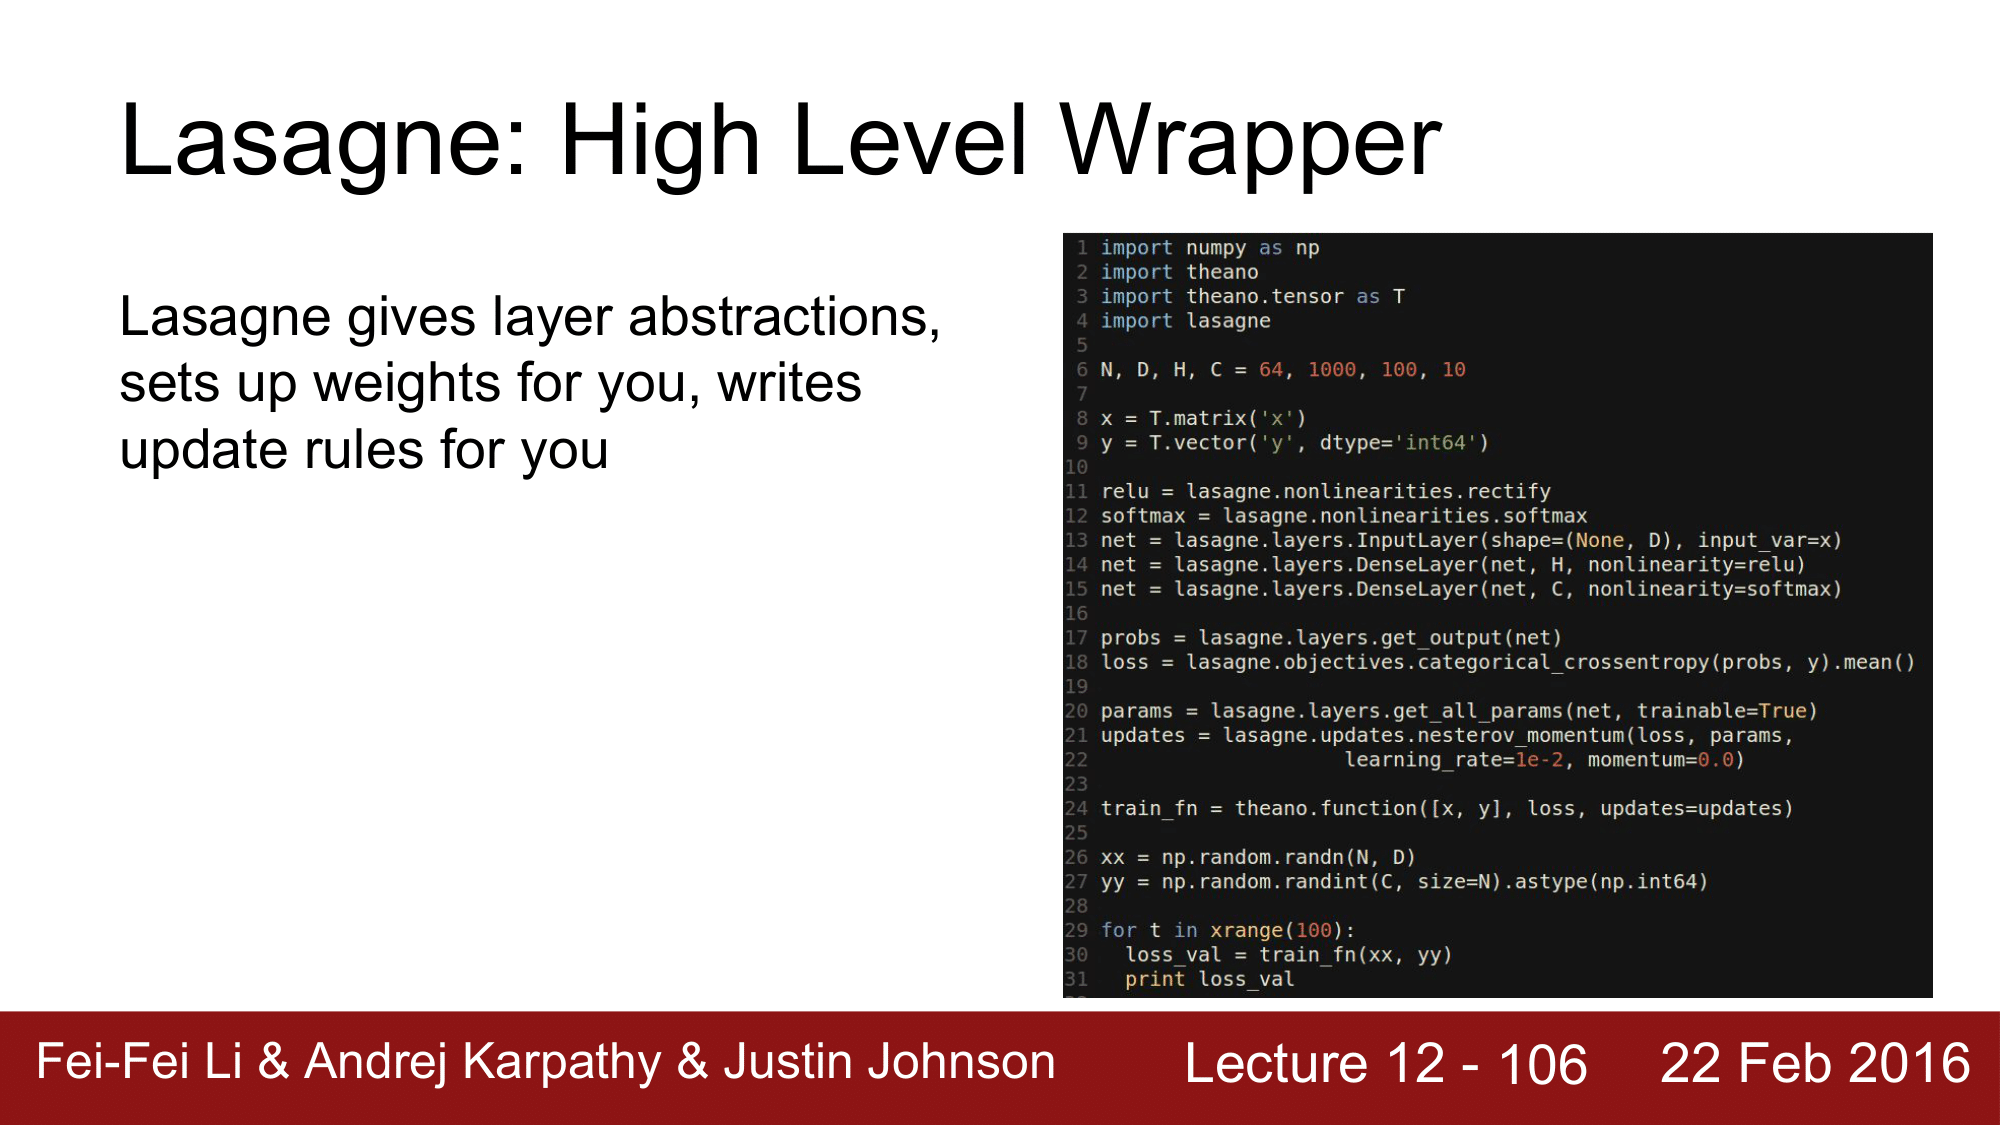 Lasagne: High Level Wrapper
Lasagne gives layer abstractions,
sets up weights for you, writes
update rules for you
1 import numpy as np
2 import theano
3 import theano.tensor as T
4 import lasagne
5
6 N, D, H, C = 64, 1000, 100, 10
7
8 x = T.matrix('x')
9 y = T.vector('y', dtype='int64')
10
11 relu = lasagne.nonlinearities.rectify
12 softmax = lasagne.nonlinearities.softmax
13 net = lasagne.layers.InputLayer(shape=(None, D), input_var=x)
14 net = lasagne.layers.DenseLayer(net, H, nonlinearity=relu)
15 net = lasagne.layers.DenseLayer(net, C, nonlinearity=softmax)
16
17 probs = lasagne.layers.get_output(net)
18 loss = lasagne.objectives.categorical_crossentropy(probs, y).mean()
19
20 params = lasagne.layers.get_all_params(net, trainable=True)
21 updates = lasagne.updates.nesterov_momentum(loss, params,
22                     learning_rate=1e-2, momentum=0.0)
23
24 train_fn = theano.function([x, y], loss, updates=updates)
25
26 xx = np.random.randn(N, D)
27 yy = np.random.randint(C, size=N).astype(np.int64)
28
29 for t in xrange(100):
30   loss_val = train_fn(xx, yy)
31   print loss_val
Fei-Fei Li & Andrej Karpathy & Justin Johnson Lecture 12 - 106 22 Feb 2016